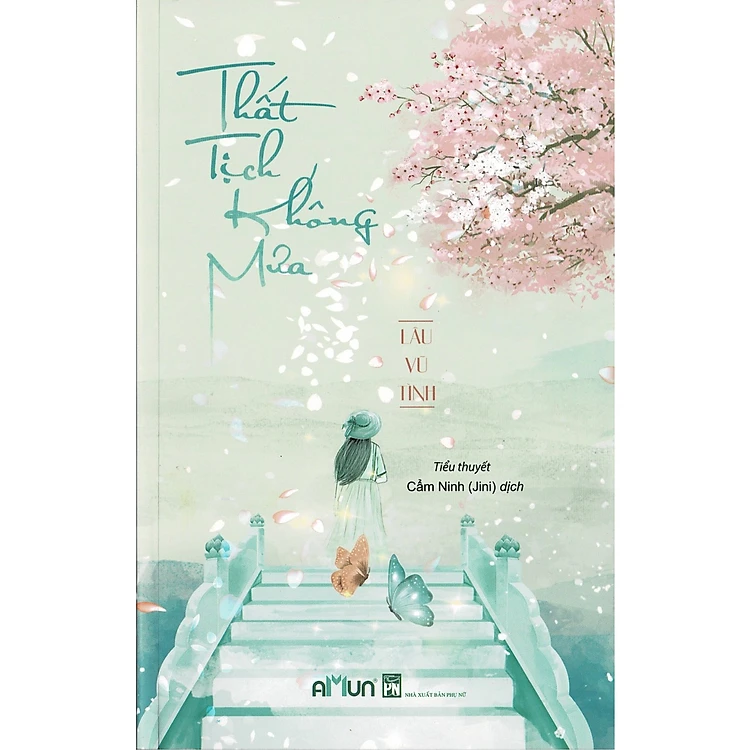 Thất
Tịch
Không
Mưa
LÂU
VŨ
TÌNH
Tiểu thuyết
Cẩm Ninh (Jini) dịch
AMUN®
PN
NHÀ XUẤT BẢN PHỤ NỮ